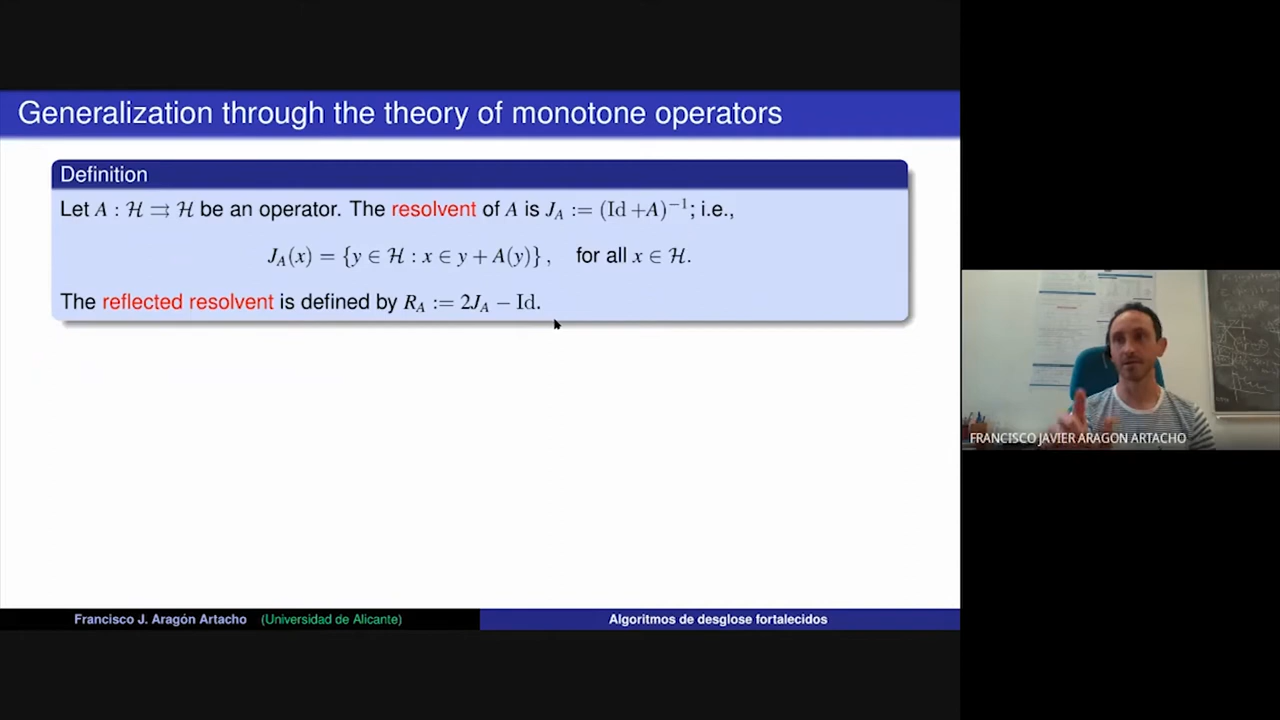 Generalization through the theory of monotone operators
Definition
Let A : ℋ ⇉ ℋ be an operator. The resolvent of A is J_A := (Id +A)⁻¹; i.e.,
J_A(x) = {y ∈ ℋ : x ∈ y + A(y)} , for all x ∈ ℋ.
The reflected resolvent is defined by R_A := 2J_A − Id.
FRANCISCO JAVIER ARAGON ARTACHO
Francisco J. Aragón Artacho (Universidad de Alicante) Algoritmos de desglose fortalecidos